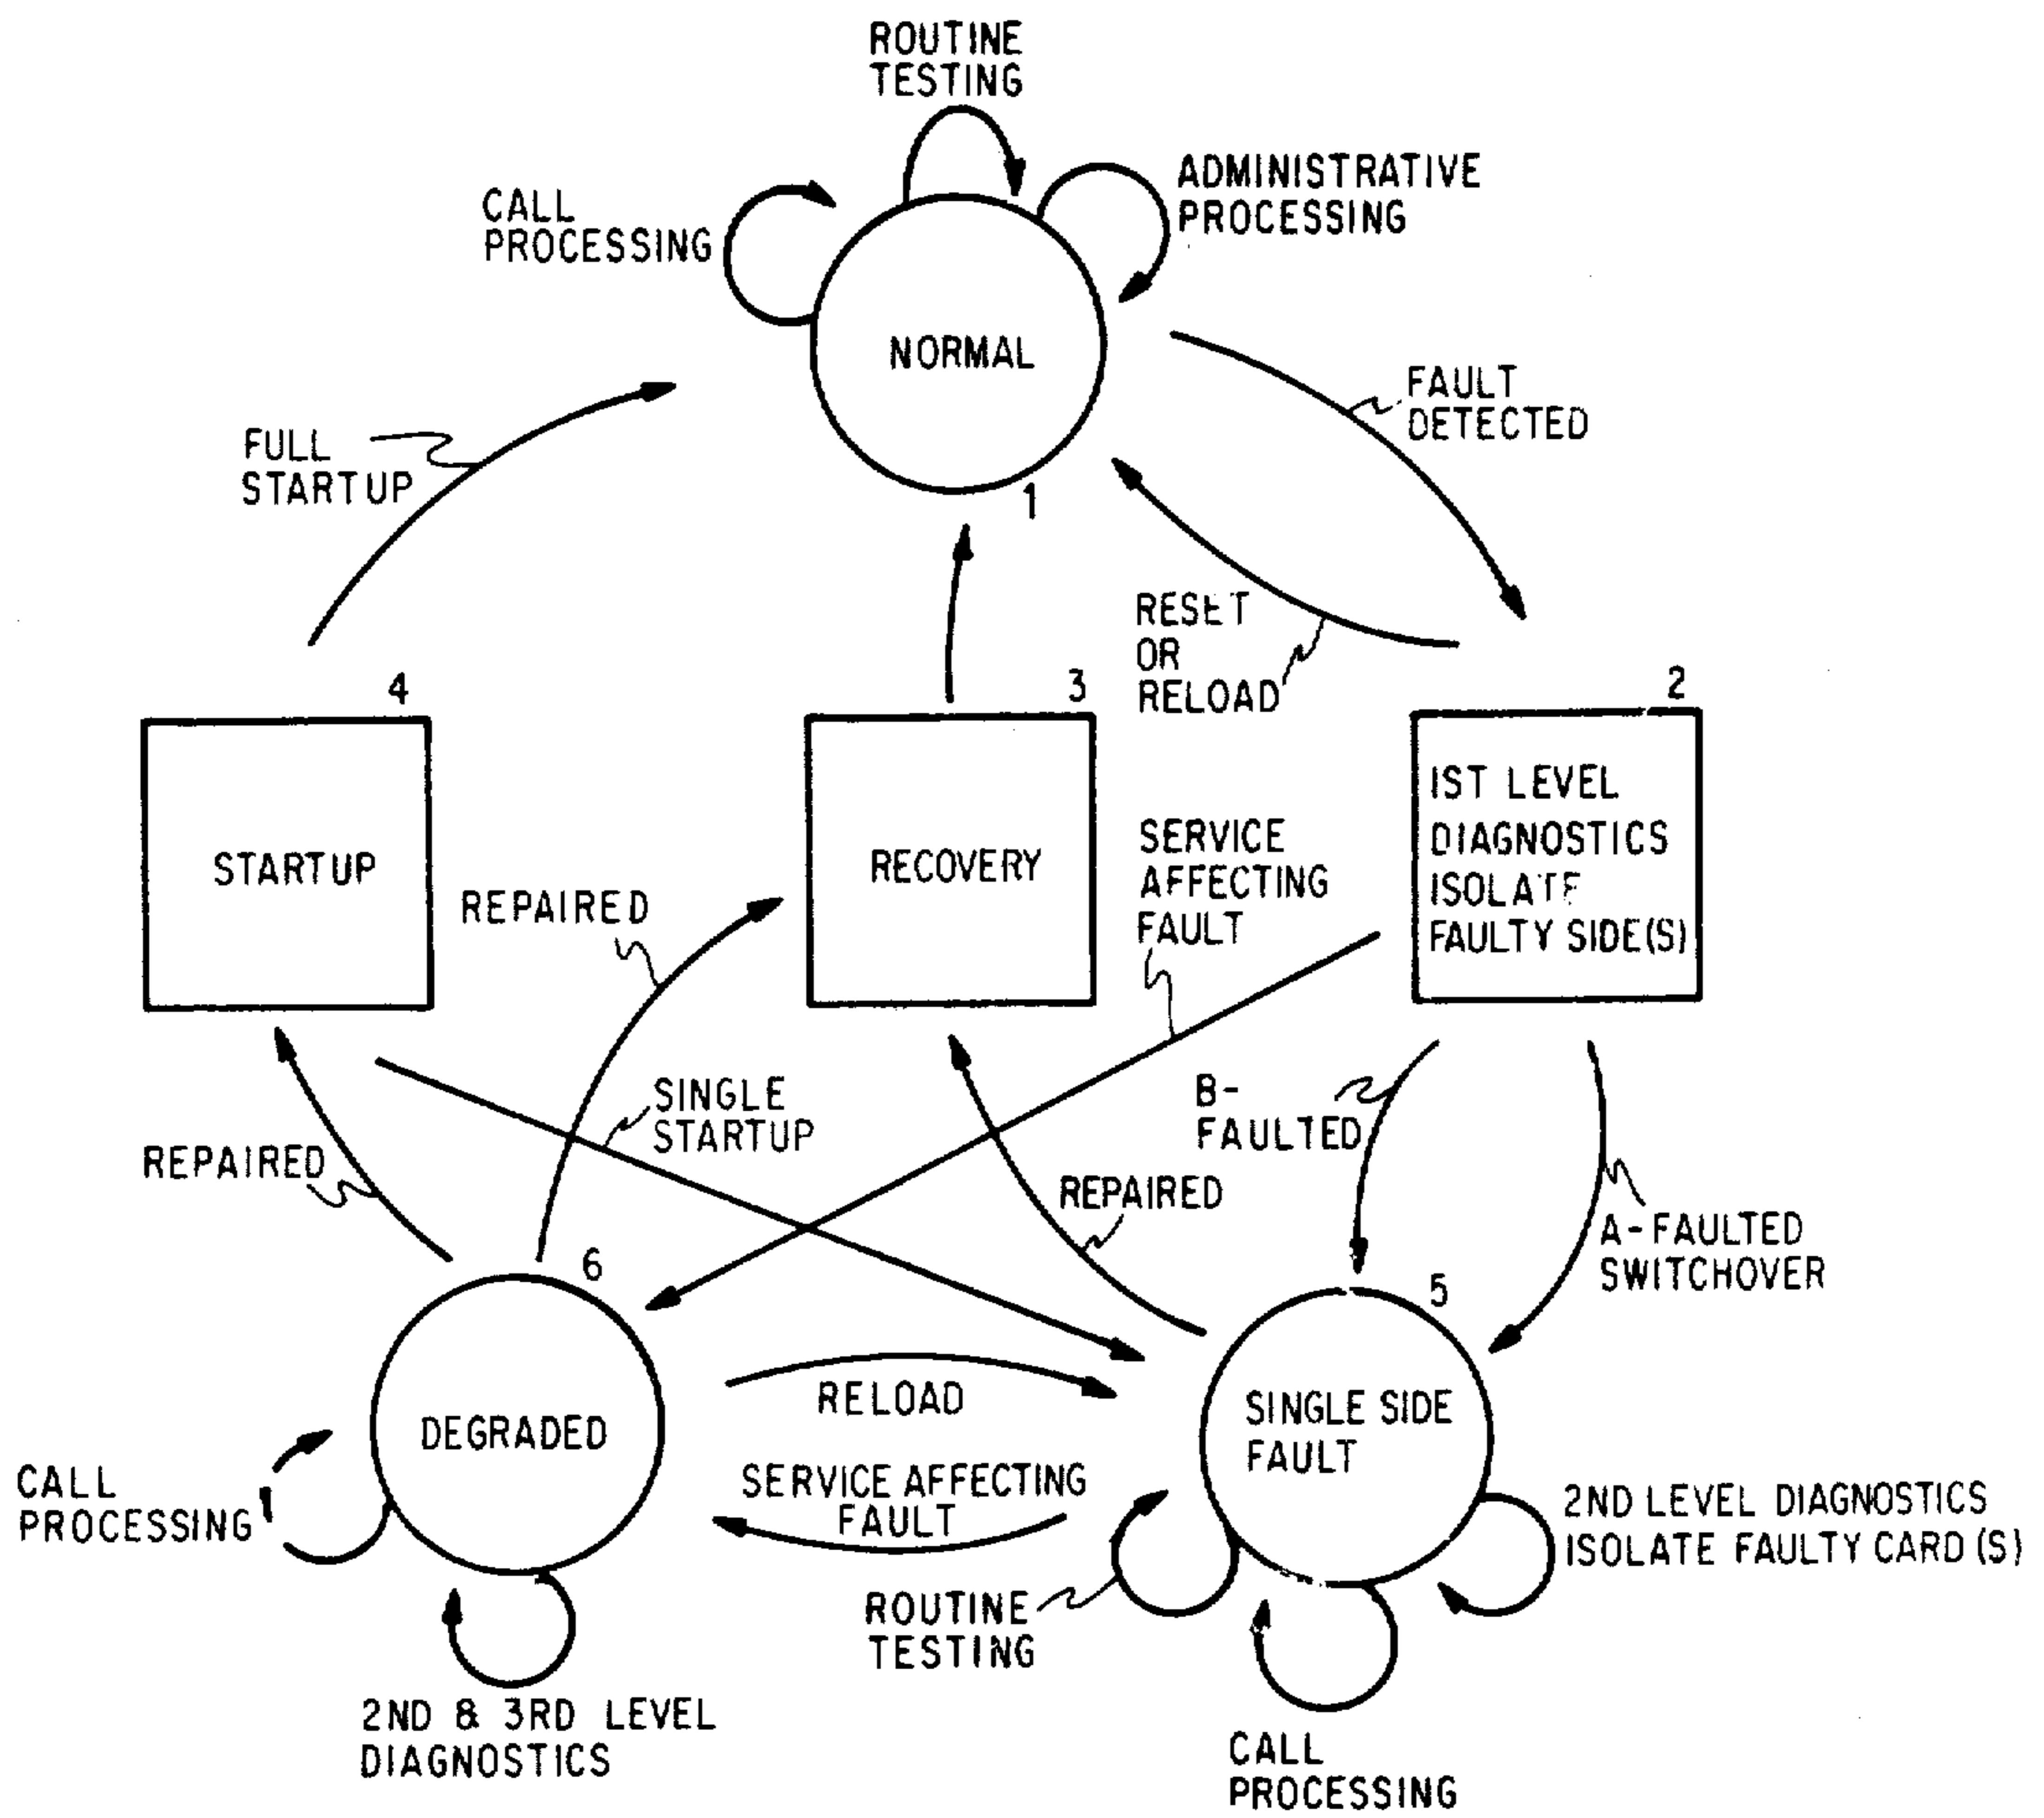 ROUTINE
TESTING
CALL
PROCESSING
ADMINISTRATIVE
PROCESSING
NORMAL
1
FAULT
DETECTED
FULL
STARTUP
RESET
OR
RELOAD
4
3
2
STARTUP
RECOVERY
1ST LEVEL
DIAGNOSTICS
ISOLATE
FAULTY SIDE(S)
SERVICE
AFFECTING
FAULT
REPAIRED
SINGLE
STARTUP
B-
FAULTED
REPAIRED
REPAIRED
A-FAULTED
SWITCHOVER
6
5
DEGRADED
RELOAD
SINGLE SIDE
FAULT
CALL
PROCESSING
SERVICE AFFECTING
FAULT
2ND LEVEL DIAGNOSTICS
ISOLATE FAULTY CARD(S)
ROUTINE
TESTING
2ND & 3RD LEVEL
DIAGNOSTICS
CALL
PROCESSING